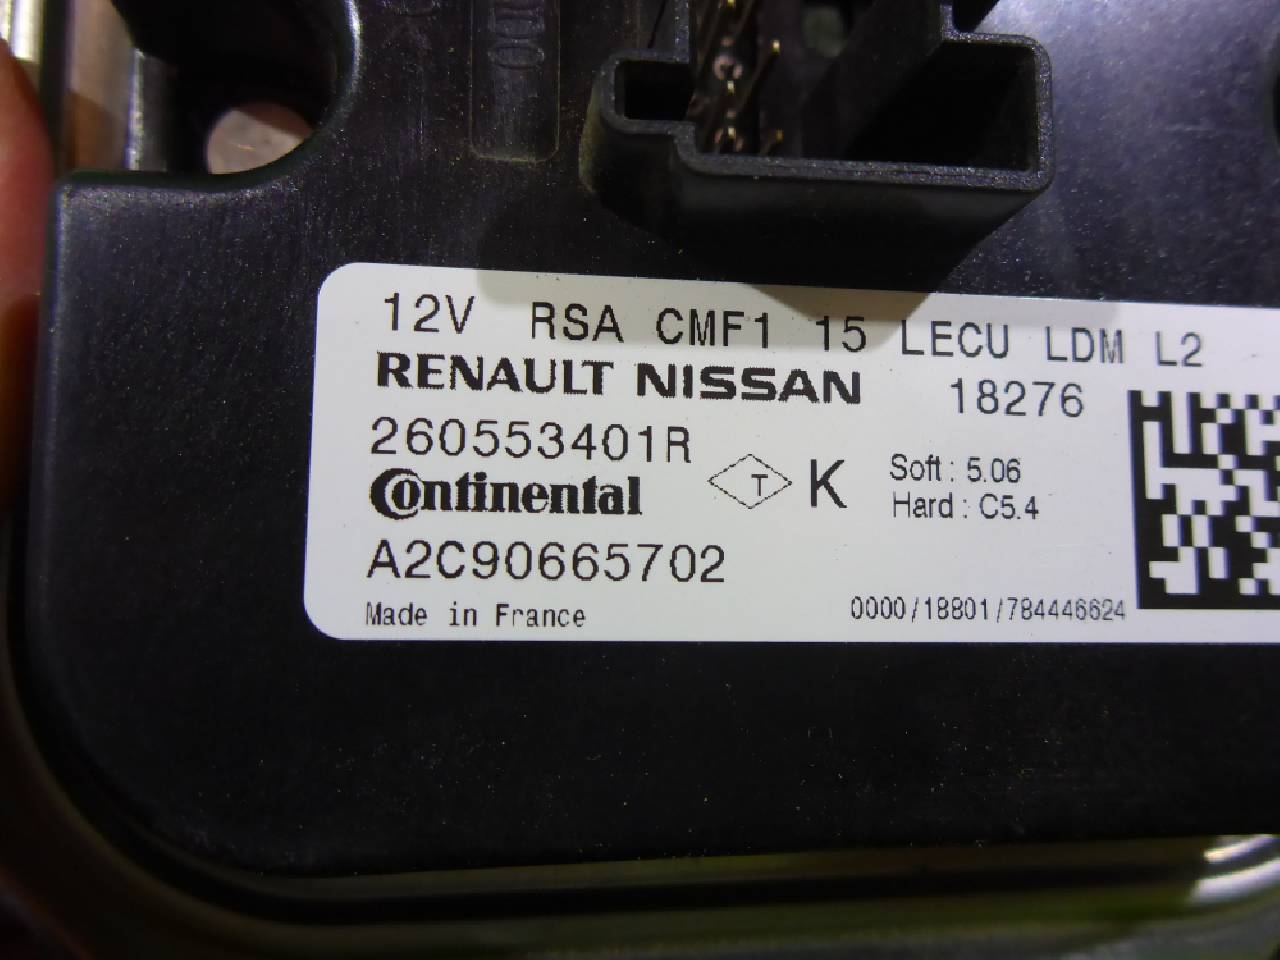 12V RSA CMF1 15 LECU LDM L2
RENAULT NISSAN 18276
260553401R
Continental T K Soft : 5.06
Hard : C5.4
A2C90665702
Made in France 0000/18801/784446624